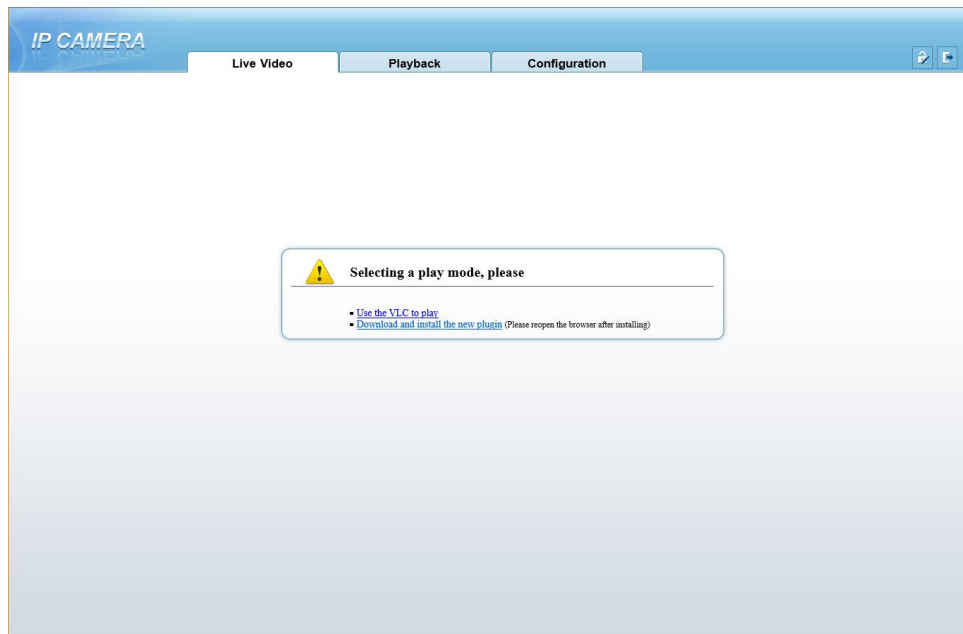 IP CAMERA
Live Video
Playback
Configuration
Selecting a play mode, please
Use the VLC to play
Download and install the new plugin (Please reopen the browser after installing)